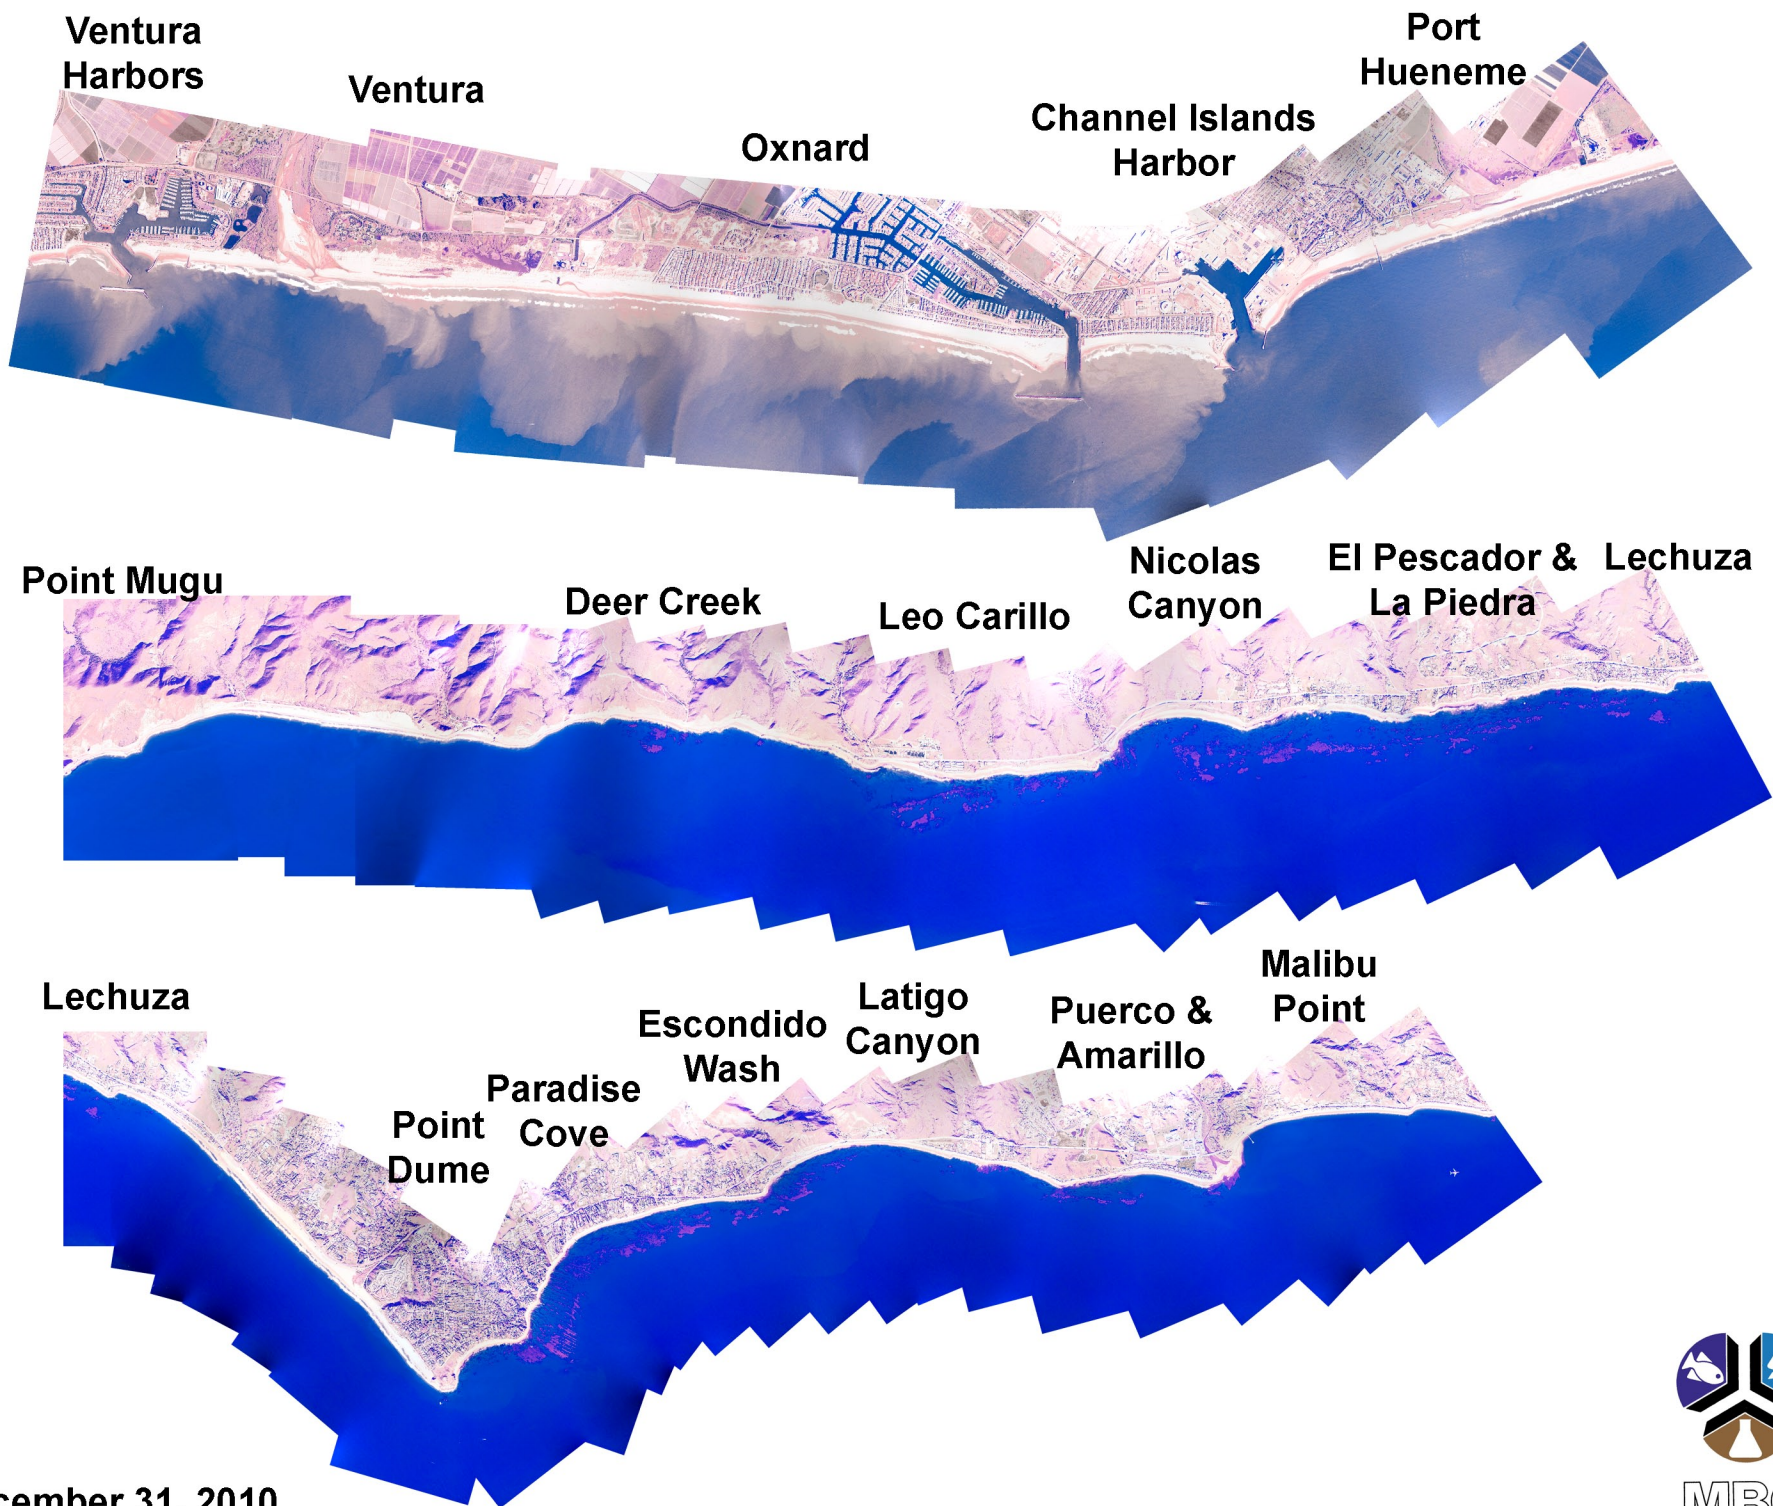 Ventura
Harbors
Ventura
Oxnard
Channel Islands
Harbor
Port
Hueneme
Point Mugu
Deer Creek
Leo Carillo
Nicolas
Canyon
El Pescador &
La Piedra
Lechuza
Lechuza
Point
Dume
Paradise
Cove
Escondido
Wash
Latigo
Canyon
Puerco &
Amarillo
Malibu
Point
cember 31, 2010